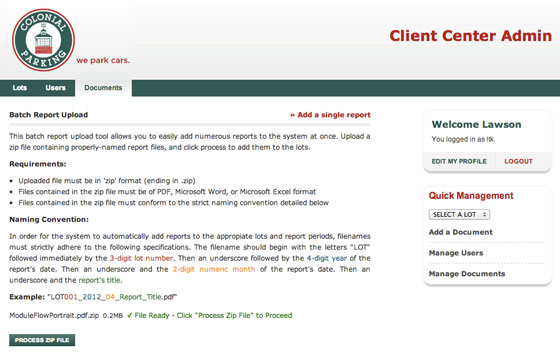 COLONIAL
PARKING
we park cars.
Client Center Admin
Lots Users Documents
Batch Report Upload
» Add a single report
This batch report upload tool allows you to easily add numerous reports to the system at once. Upload a
zip file containing properly-named report files, and click process to add them to the lots.
Requirements:
• Uploaded file must be in 'zip' format (ending in .zip)
• Files contained in the zip file must be of PDF, Microsoft Word, or Microsoft Excel format
• Files contained in the zip file must conform to the strict naming convention detailed below
Naming Convention:
In order for the system to automatically add reports to the appropiate lots and report periods, filenames
must strictly adhere to the following specifications. The filename should begin with the letters "LOT"
followed immediately by the 3-digit lot number. Then an underscore followed by the 4-digit year of the
report's date. Then an underscore and the 2-digit numeric month of the report's date. Then an
underscore and the report's title.
Example: "LOT001_2012_04_Report_Title.pdf"
ModuleFlowPortrait.pdf.zip 0.2MB ✓ File Ready - Click "Process Zip File" to Proceed
PROCESS ZIP FILE
Welcome Lawson
You logged in as ltk.
EDIT MY PROFILE LOGOUT
Quick Management
SELECT A LOT
Add a Document
Manage Users
Manage Documents